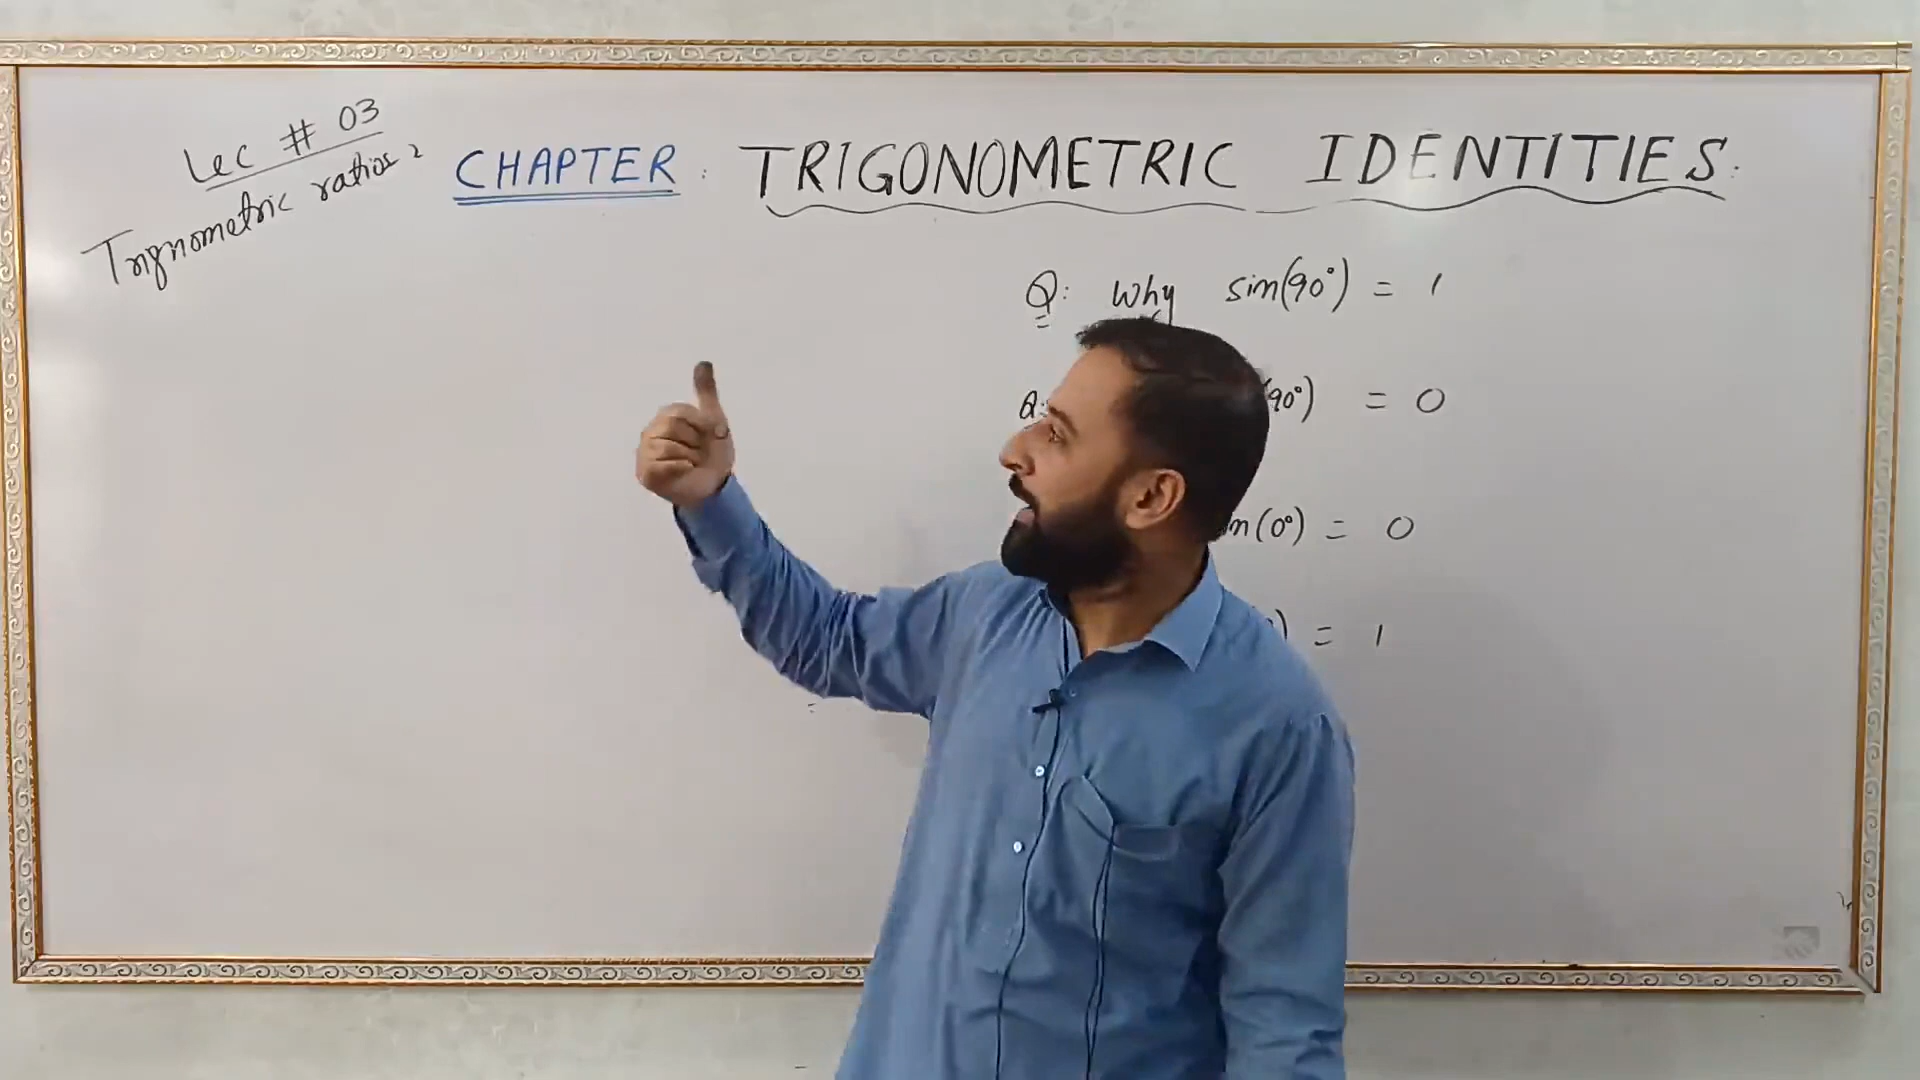 Lec # 03
Trignometric ratios
CHAPTER : TRIGONOMETRIC IDENTITIES.
Q: Why sin(90°) = 1
Q: (90°) = 0
n(0°) = 0
) = 1